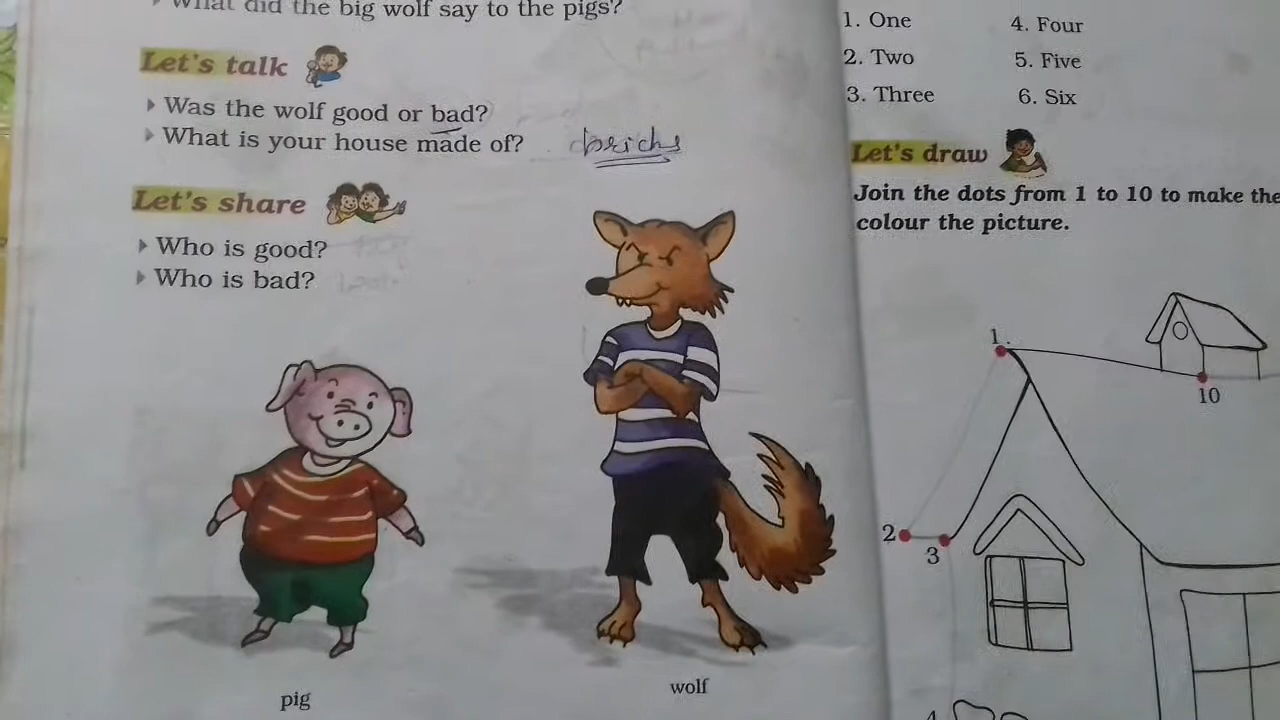 What did the big wolf say to the pigs?
Let's talk
Was the wolf good or bad?
What is your house made of? bricks
Let's share
Who is good?
Who is bad?
pig
wolf
1. One
4. Four
2. Two
5. Five
3. Three
6. Six
Let's draw
Join the dots from 1 to 10 to make the
colour the picture.
1.
10
2
3
4